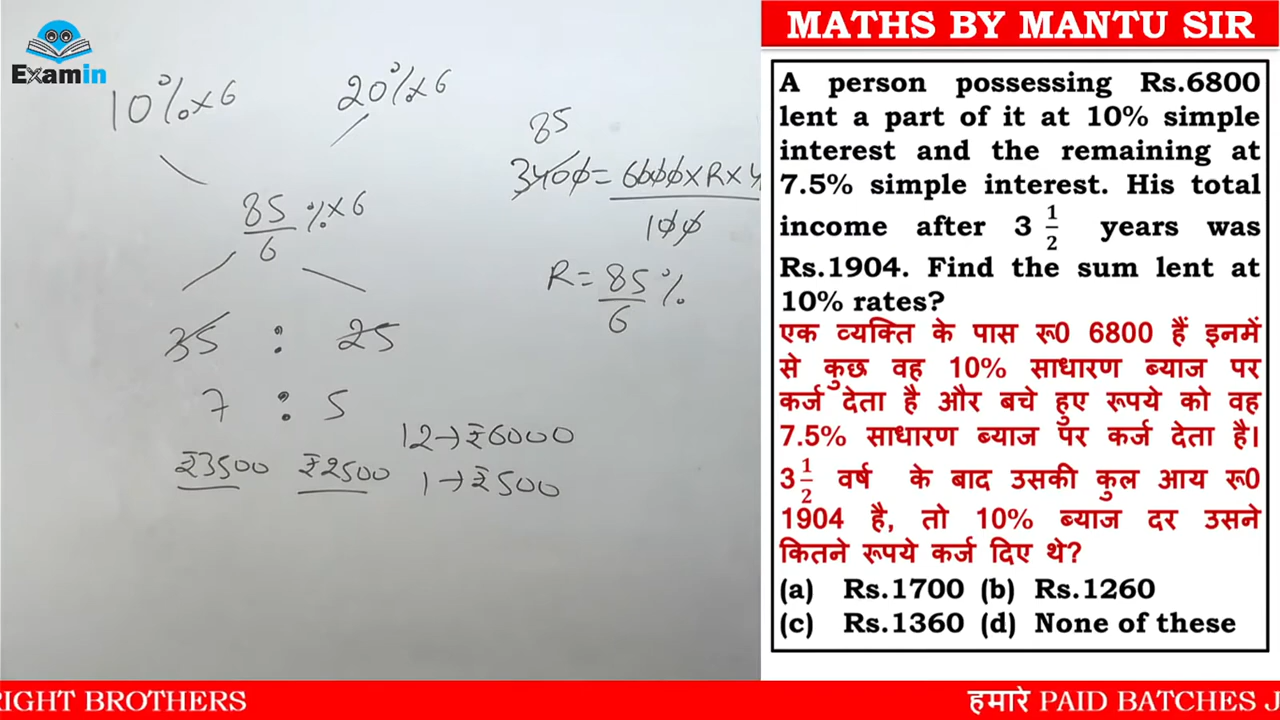 Examin
10%×6 20%×6
85/6 %×6
35 : 25
7 : 5
₹3500 ₹2500
12→₹6000
1→₹500
85
3400=6000×R×4
100
R=85/6 %
MATHS BY MANTU SIR
A person possessing Rs.6800
lent a part of it at 10% simple
interest and the remaining at
7.5% simple interest. His total
income after 3 1/2 years was
Rs.1904. Find the sum lent at
10% rates?
एक व्यक्ति के पास रू0 6800 हैं इनमें
से कुछ वह 10% साधारण ब्याज पर
कर्ज देता है और बचे हुए रूपये को वह
7.5% साधारण ब्याज पर कर्ज देता है।
3 1/2 वर्ष के बाद उसकी कुल आय रू0
1904 है, तो 10% ब्याज दर उसने
कितने रूपये कर्ज दिए थे?
(a) Rs.1700 (b) Rs.1260
(c) Rs.1360 (d) None of these
RIGHT BROTHERS हमारे PAID BATCHES J